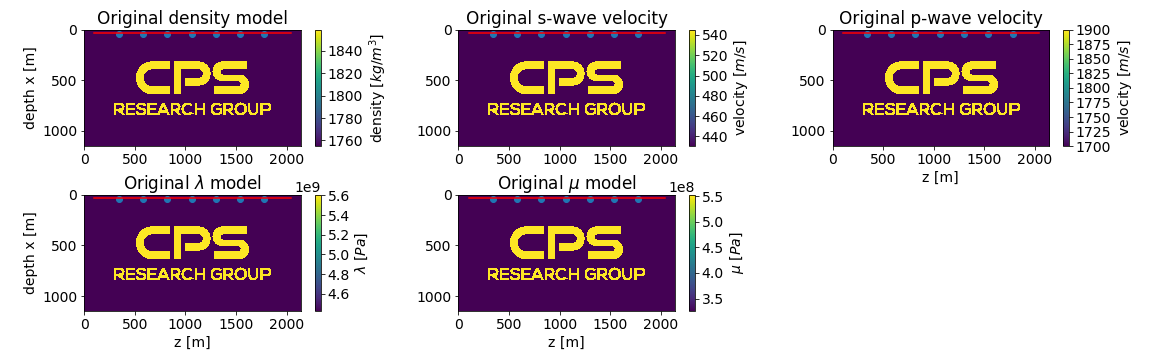 Original density model
0
500
1000
depth x [m]
0 500 1000 1500 2000
CPS
RESEARCH GROUP
1840
1820
1800
1780
1760
density [kg/m³]
Original s-wave velocity
0
500
1000
0 500 1000 1500 2000
CPS
RESEARCH GROUP
540
520
500
480
460
440
velocity [m/s]
Original p-wave velocity
0
500
1000
0 500 1000 1500 2000
z [m]
CPS
RESEARCH GROUP
1900
1875
1850
1825
1800
1775
1750
1725
1700
velocity [m/s]
Original λ model
0
500
1000
depth x [m]
0 500 1000 1500 2000
z [m]
CPS
RESEARCH GROUP
1e9
5.6
5.4
5.2
5.0
4.8
4.6
λ [Pa]
Original μ model
0
500
1000
0 500 1000 1500 2000
z [m]
CPS
RESEARCH GROUP
1e8
5.5
5.0
4.5
4.0
3.5
μ [Pa]